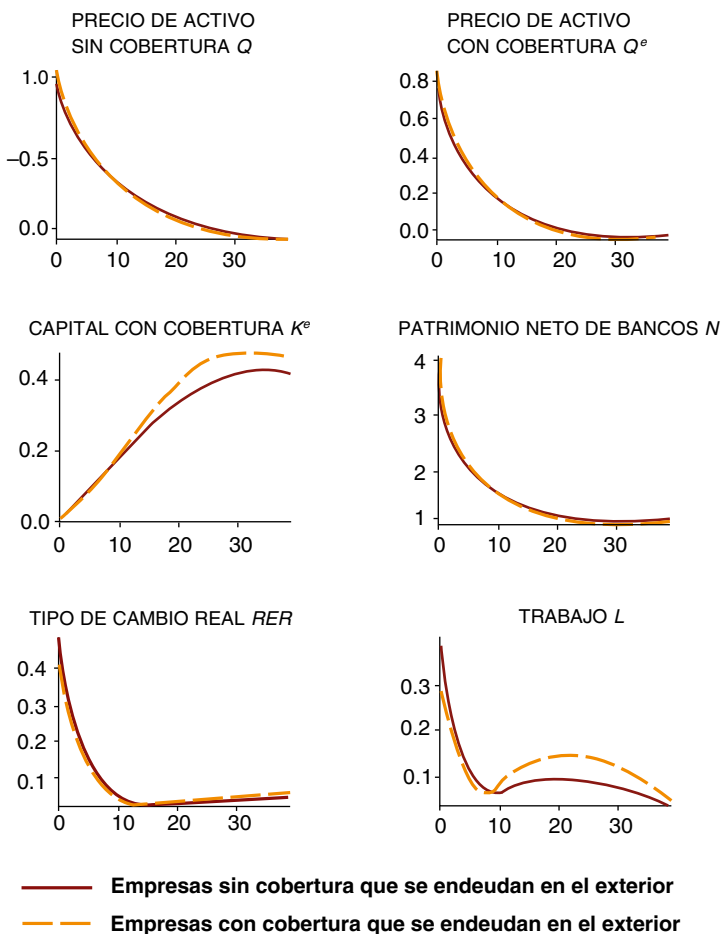 PRECIO DE ACTIVO
SIN COBERTURA Q
1.0
–0.5
0.0
0 10 20 30
PRECIO DE ACTIVO
CON COBERTURA Qᵉ
0.8
0.6
0.4
0.2
0.0
0 10 20 30
CAPITAL CON COBERTURA Kᵉ
0.4
0.2
0.0
0 10 20 30
PATRIMONIO NETO DE BANCOS N
4
3
2
1
0 10 20 30
TIPO DE CAMBIO REAL RER
0.4
0.3
0.2
0.1
0 10 20 30
TRABAJO L
0.3
0.2
0.1
0 10 20 30
Empresas sin cobertura que se endeudan en el exterior
Empresas con cobertura que se endeudan en el exterior